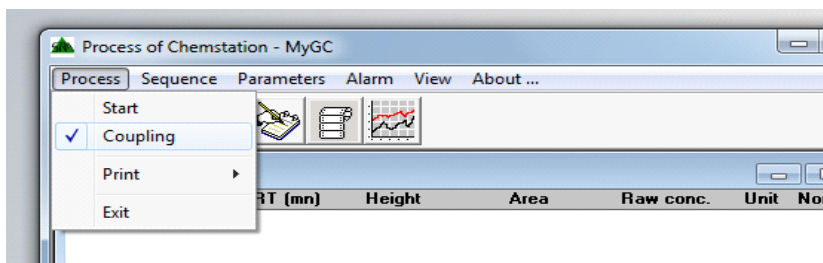 Process of Chemstation - MyGC
Process Sequence Parameters Alarm View About ...
Start
Coupling
Print
Exit
RT (mn) Height Area Raw conc. Unit